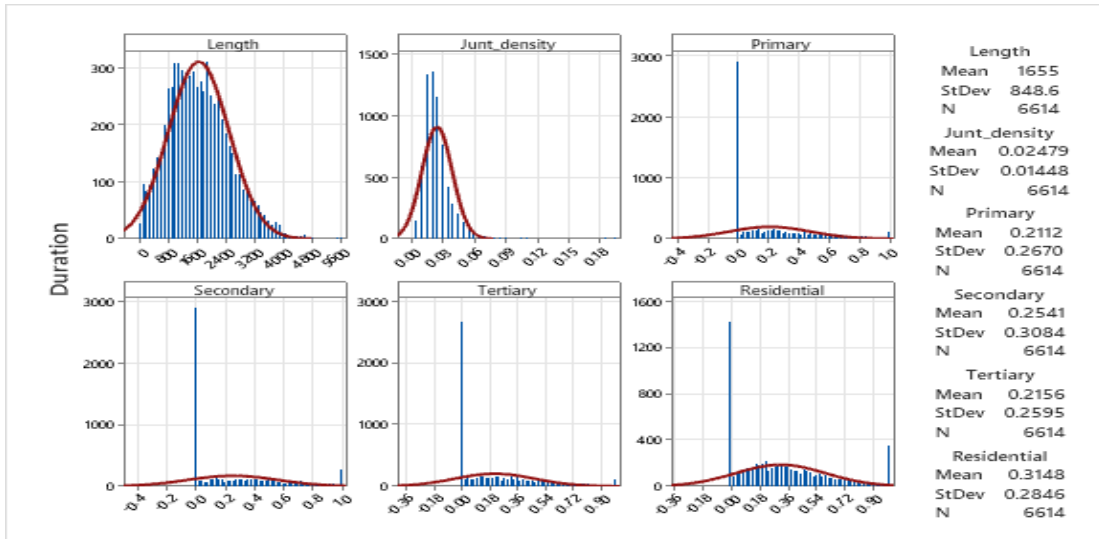 Length
Junt_density
Primary
300
200
100
0
1500
1000
500
0
3000
2000
1000
0
0
800
1600
2400
3200
4000
4800
5600
0.00
0.03
0.06
0.09
0.12
0.15
0.18
-0.4
-0.2
0.0
0.2
0.4
0.6
0.8
1.0
Duration
Secondary
Tertiary
Residential
3000
2000
1000
0
3000
2000
1000
0
1600
1200
800
400
0
-0.4
-0.2
0.0
0.2
0.4
0.6
0.8
1.0
-0.36
-0.18
0.00
0.18
0.36
0.54
0.72
0.90
-0.36
-0.18
0.00
0.18
0.36
0.54
0.72
0.90
Length
Mean 1655
StDev 848.6
N 6614
Junt_density
Mean 0.02479
StDev 0.01448
N 6614
Primary
Mean 0.2112
StDev 0.2670
N 6614
Secondary
Mean 0.2541
StDev 0.3084
N 6614
Tertiary
Mean 0.2156
StDev 0.2595
N 6614
Residential
Mean 0.3148
StDev 0.2846
N 6614